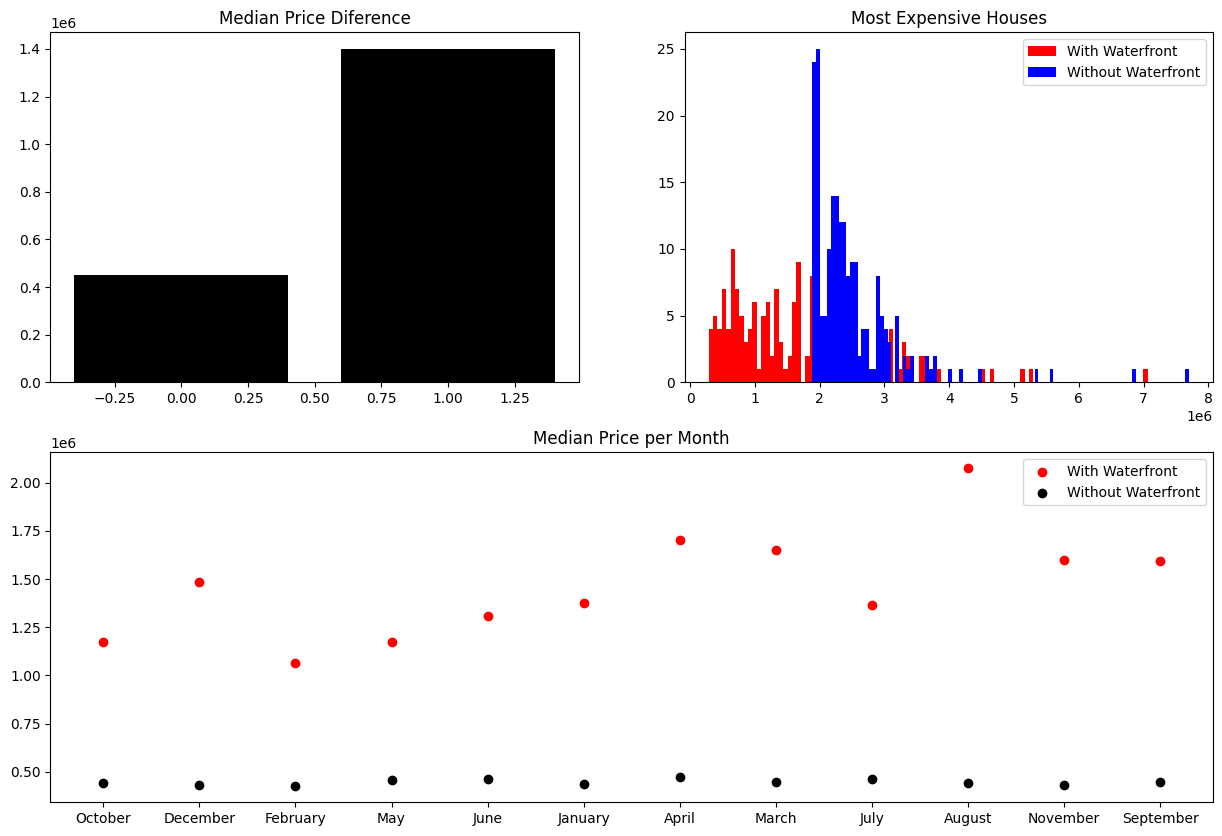 Median Price Diference
1e6
1.4
1.2
1.0
0.8
0.6
0.4
0.2
0.0
−0.25 0.00 0.25 0.50 0.75 1.00 1.25
Most Expensive Houses
With Waterfront
Without Waterfront
25
20
15
10
5
0
0 1 2 3 4 5 6 7 8
1e6
Median Price per Month
1e6
With Waterfront
Without Waterfront
2.00
1.75
1.50
1.25
1.00
0.75
0.50
October December February May June January April March July August November September